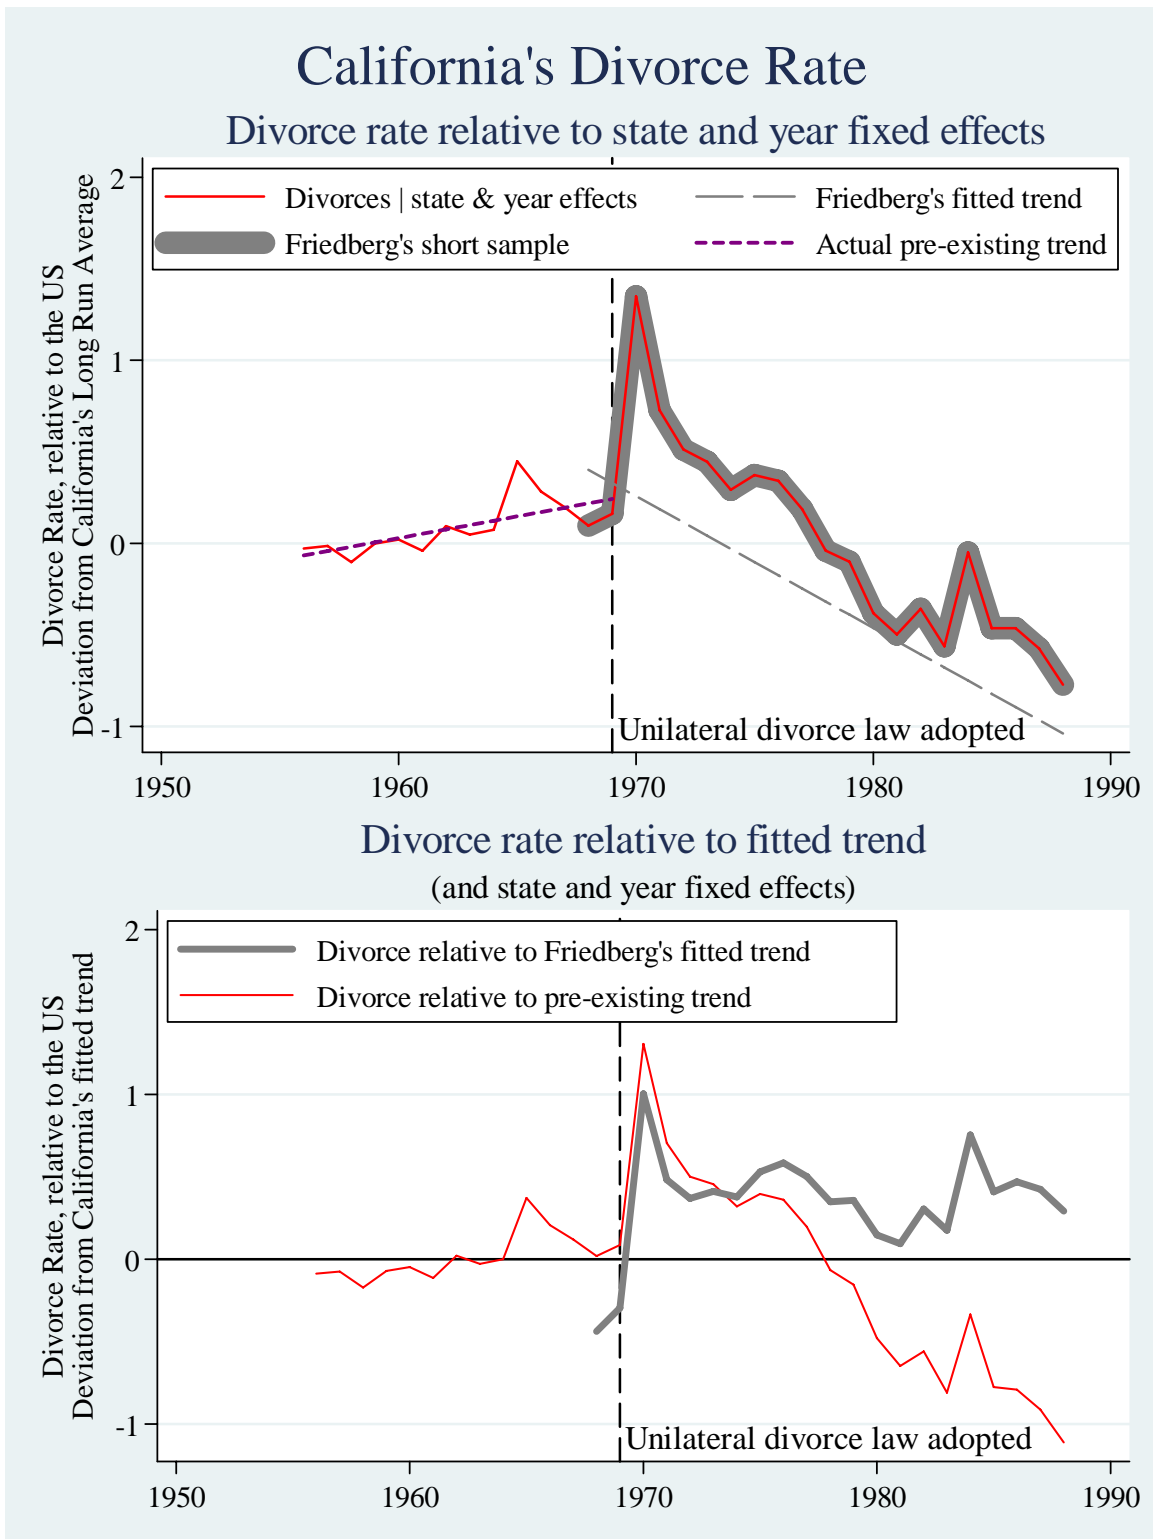 California's Divorce Rate
Divorce rate relative to state and year fixed effects
Divorce Rate, relative to the US
Deviation from California's Long Run Average
2
1
0
-1
Divorces | state & year effects
Friedberg's fitted trend
Friedberg's short sample
Actual pre-existing trend
Unilateral divorce law adopted
1950
1960
1970
1980
1990
Divorce rate relative to fitted trend
(and state and year fixed effects)
Divorce Rate, relative to the US
Deviation from California's fitted trend
2
1
0
-1
Divorce relative to Friedberg's fitted trend
Divorce relative to pre-existing trend
Unilateral divorce law adopted
1950
1960
1970
1980
1990